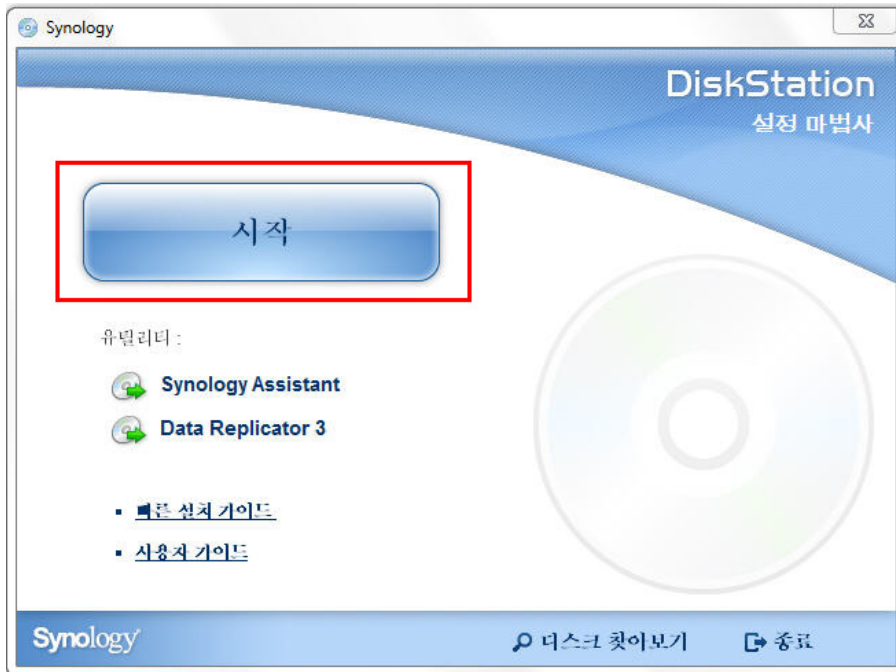 Synology
DiskStation
설정 마법사
시작
유틸리티 :
Synology Assistant
Data Replicator 3
빠른 설치 가이드
사용자 가이드
Synology
디스크 찾아보기
종료